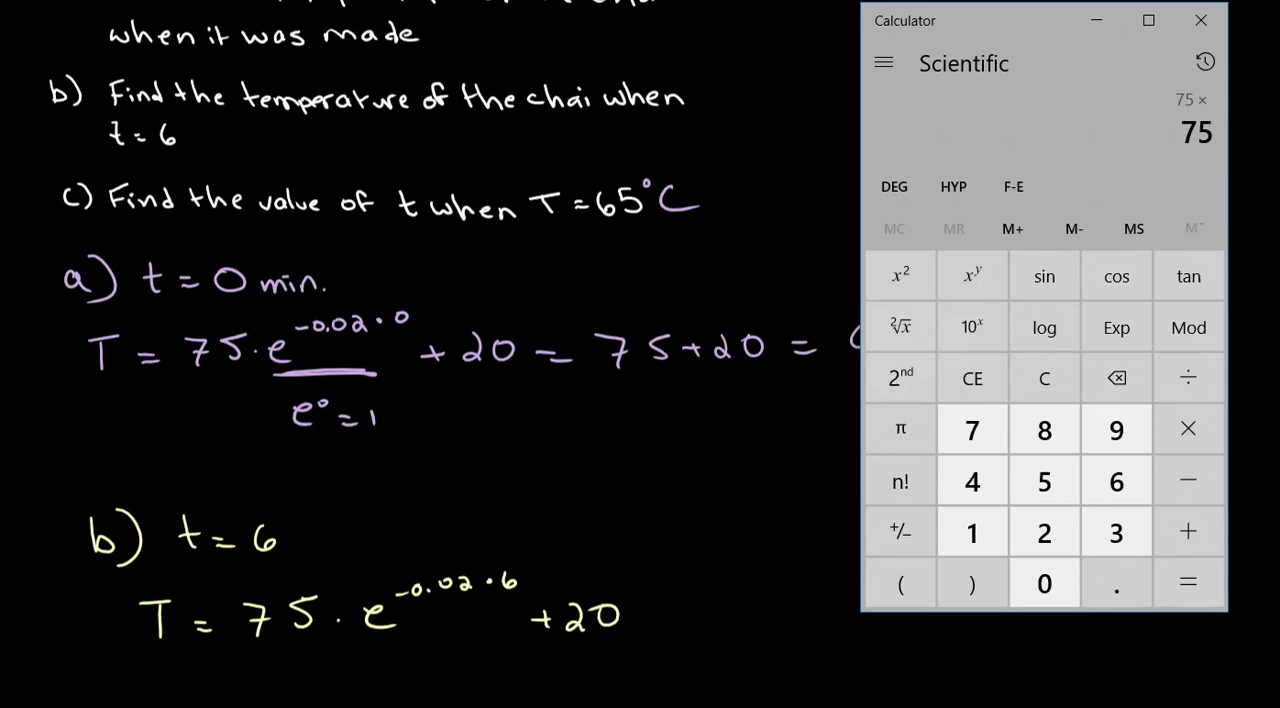 when it was made
b) Find the temperature of the chai when
t = 6
c) Find the value of t when T = 65°C
a) t = 0 min.
T = 75 · e^-0.02 · 0 + 20 = 75 + 20 =
e° = 1
b) t = 6
T = 75 · e^-0.02 · 6 + 20
Calculator
Scientific
75 ×
75
DEG HYP F-E
MC MR M+ M- MS M˅
x² xʸ sin cos tan
²√x 10ˣ log Exp Mod
2ⁿᵈ CE C ÷
π 7 8 9 ×
n! 4 5 6 −
+/− 1 2 3 +
( ) 0 . =